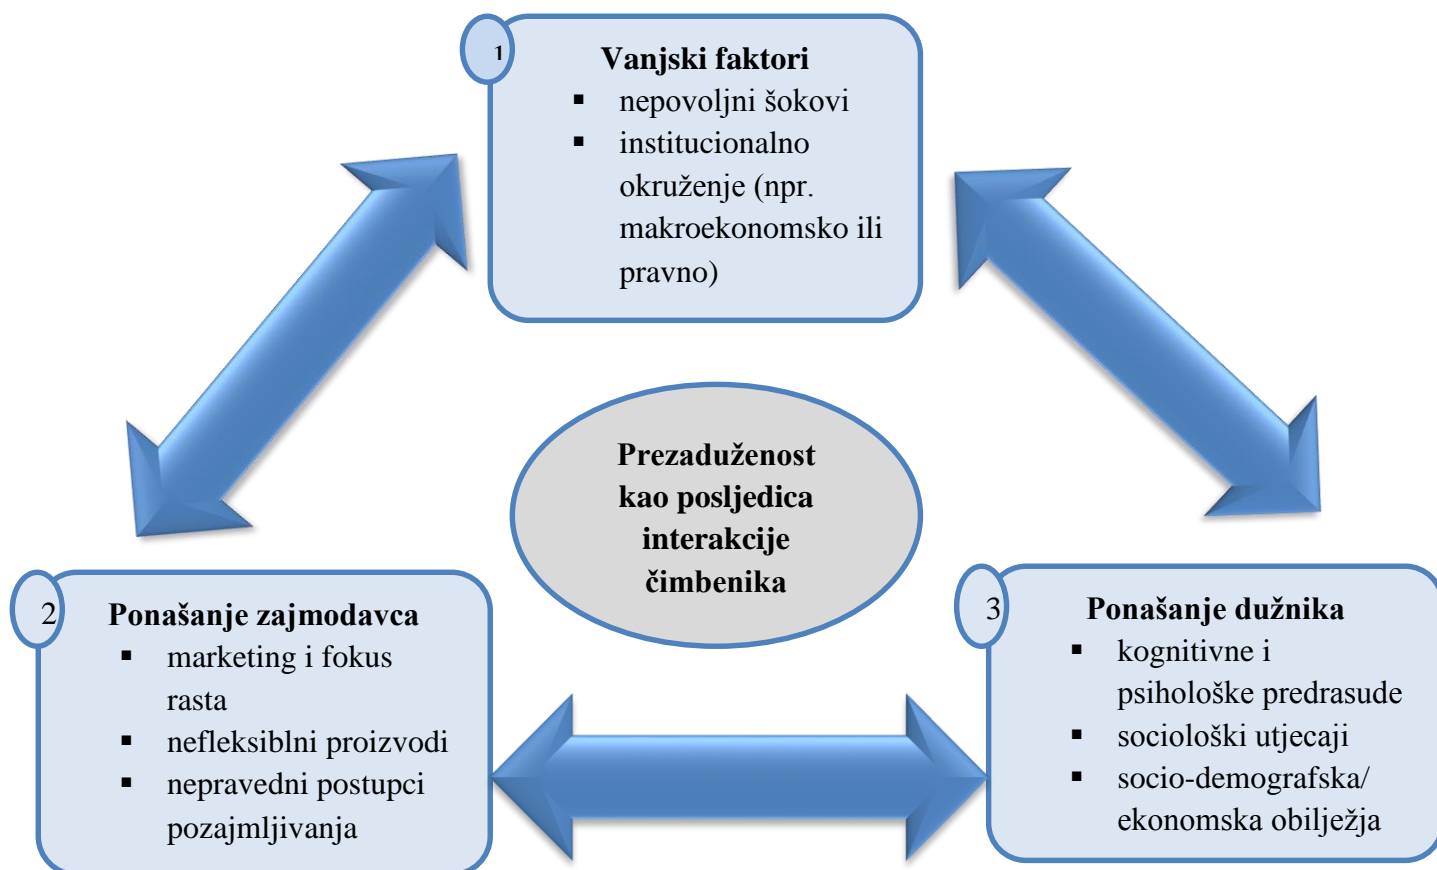 1
Vanjski faktori
▪ nepovoljni šokovi
▪ institucionalno
okruženje (npr.
makroekonomsko ili
pravno)
Prezaduženost
kao posljedica
interakcije
čimbenika
2
Ponašanje zajmodavca
▪ marketing i fokus
rasta
▪ nefleksiblni proizvodi
▪ nepravedni postupci
pozajmljivanja
3
Ponašanje dužnika
▪ kognitivne i
psihološke predrasude
▪ sociološki utjecaji
▪ socio-demografska/
ekonomska obilježja